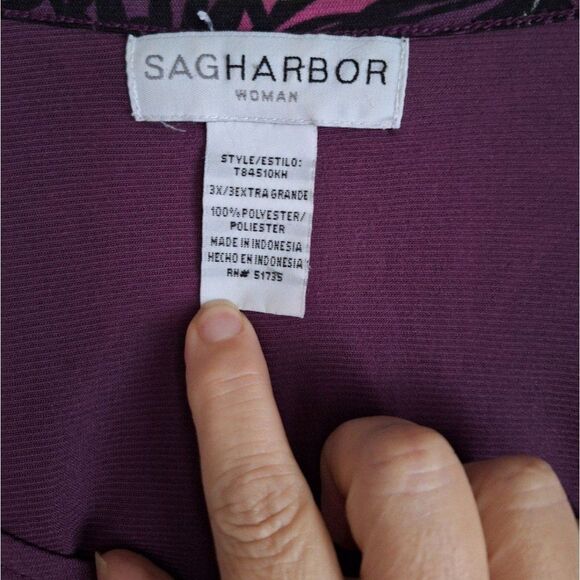 SAGHARBOR
WOMAN
STYLE/ESTILO:
T84510KH
3X/3EXTRA GRANDE
100% POLYESTER/
POLIESTER
MADE IN INDONESIA
HECHO EN INDONESIA
RN# 51735